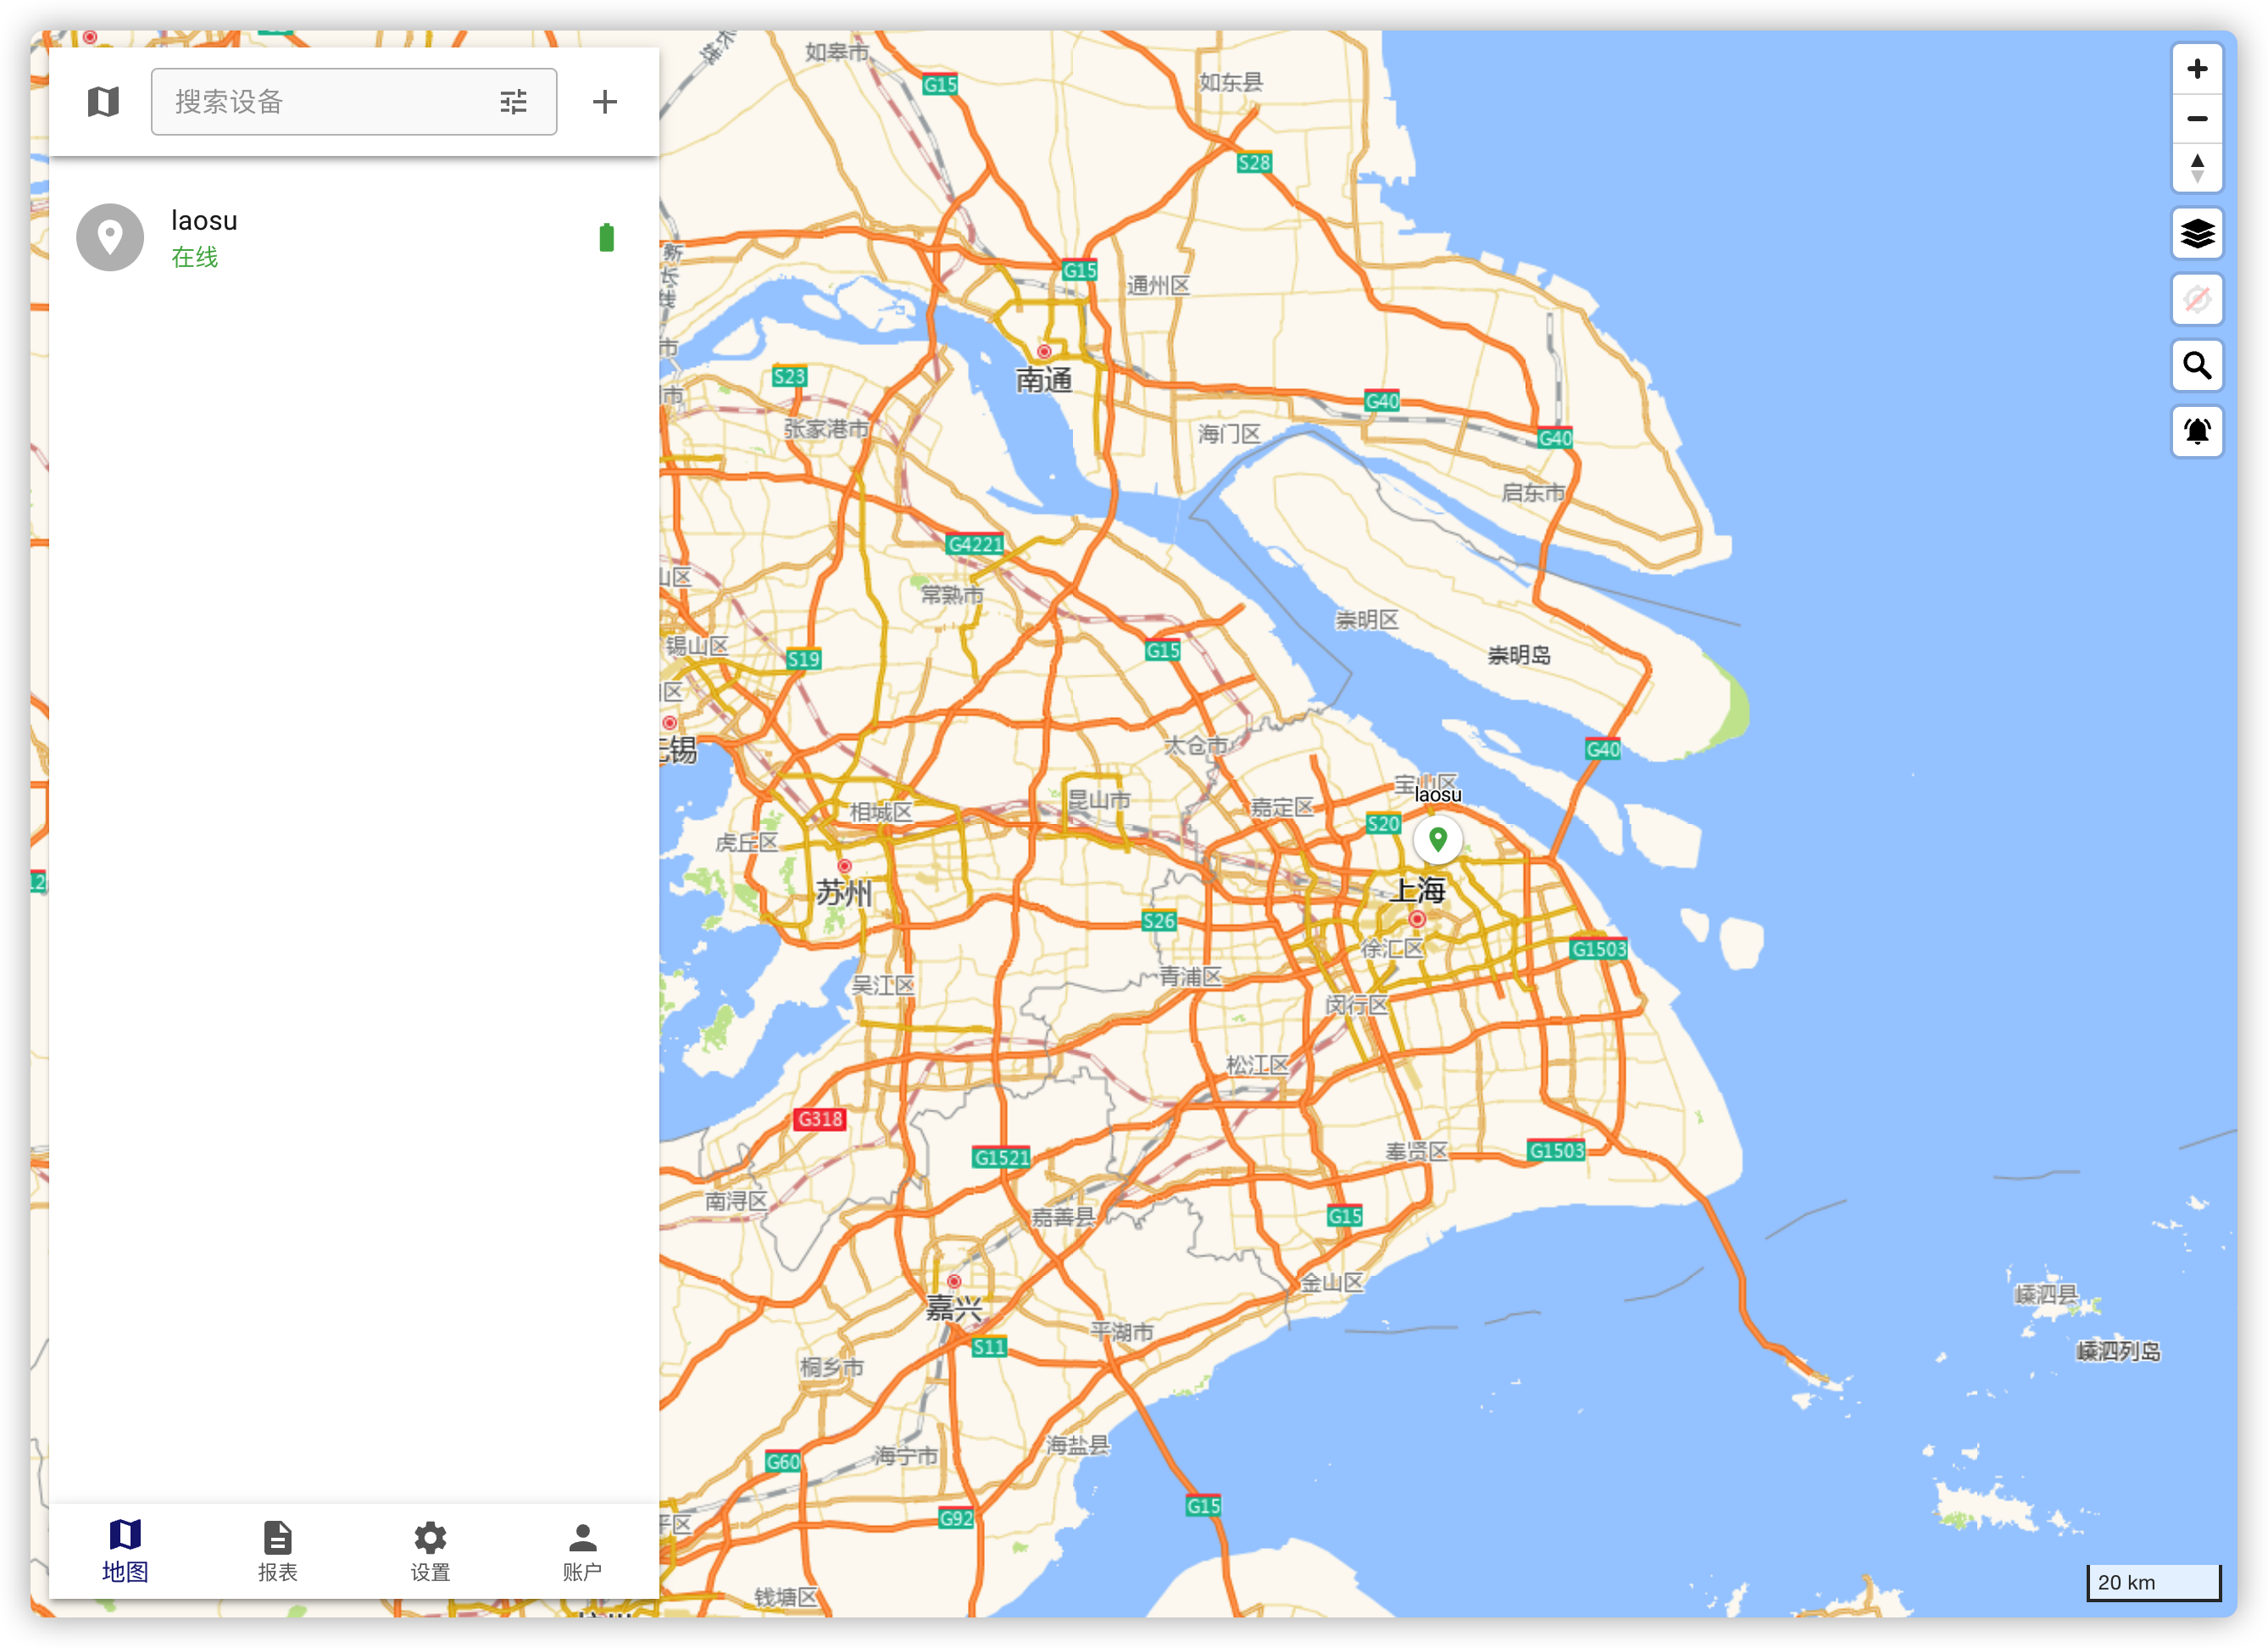 搜索设备
laosu
在线
地图
报表
设置
账户
如皋市
G15
如东县
S28
G15
通州区
新长线
南通
S23
张家港市
G40
海门区
G40
启东市
G4221
常熟市
崇明区
崇明岛
G15
锡山区
S19
锡
太仓市
G40
宝山区
laosu
相城区
昆山市
嘉定区
S20
虎丘区
苏州
上海
S26
徐汇区
G1503
青浦区
吴江区
闵行区
松江区
G318
G1521
奉贤区
G1503
南浔区
嘉善县
G15
金山区
嵊泗县
嘉兴
平湖市
S11
嵊泗列岛
桐乡市
海盐县
海宁市
G60
G15
G92
钱塘区
20 km